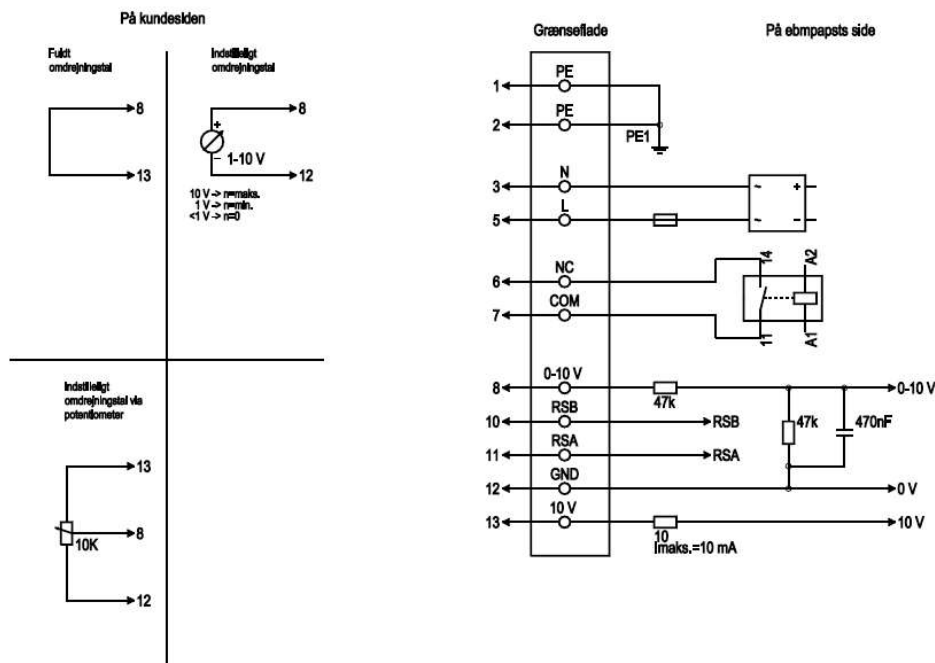 På kundesiden
Fuldt
omdrejningstal
8
13
Indstilleligt
omdrejningstal
8
+
–
1-10 V
12
10 V -> n=maks.
1 V -> n=min.
<1 V -> n=0
Indstilleligt
omdrejningstal via
potentiometer
13
8
10K
12
Grænseflade
På ebmpapsts side
1
PE
2
PE
PE1
3
N
~
+
5
L
~
–
6
NC
14
A2
7
COM
11
A1
8
0-10 V
47k
0-10 V
10
RSB
RSB
47k
470nF
11
RSA
RSA
12
GND
0 V
13
10 V
10
10 V
Imaks.=10 mA